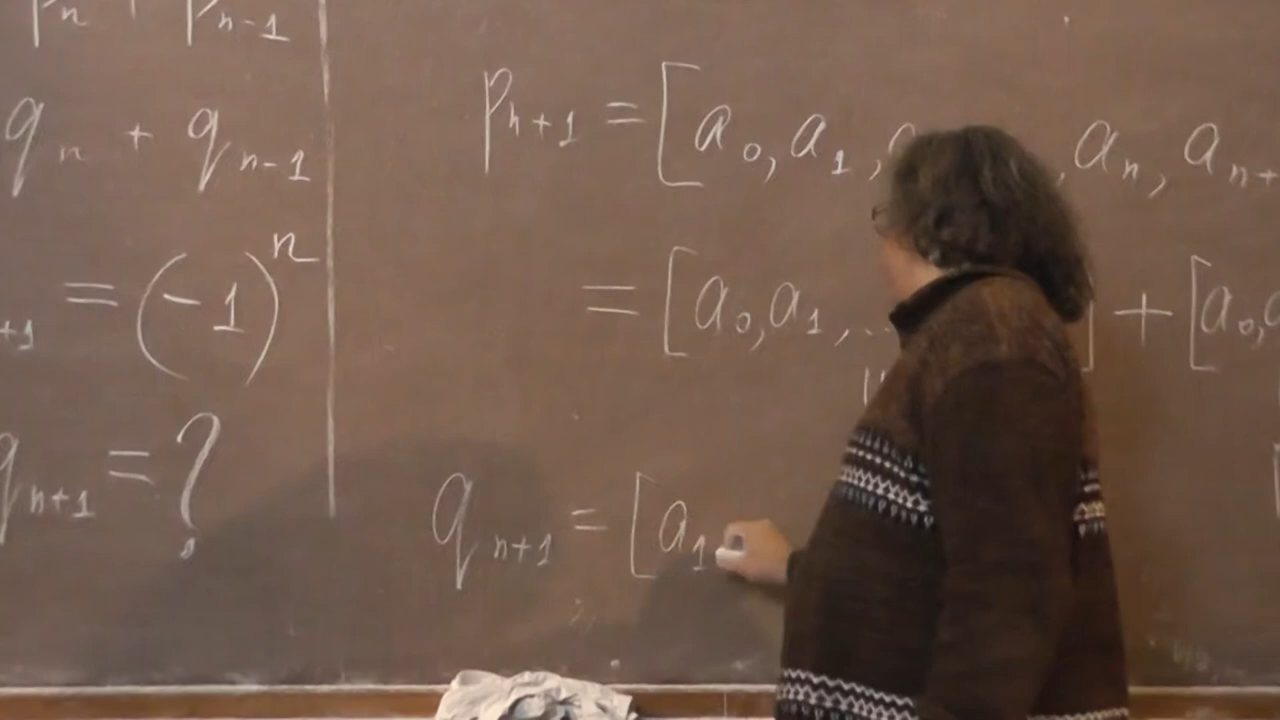 p_n + p_{n-1}
q_n + q_{n-1}
+1 = (-1)^n
q_{n+1} = ?
p_{n+1} = [a_0, a_1, , a_n, a_{n+
= [a_0, a_1, .. ] + [a_0,
q_{n+1} = [a_1